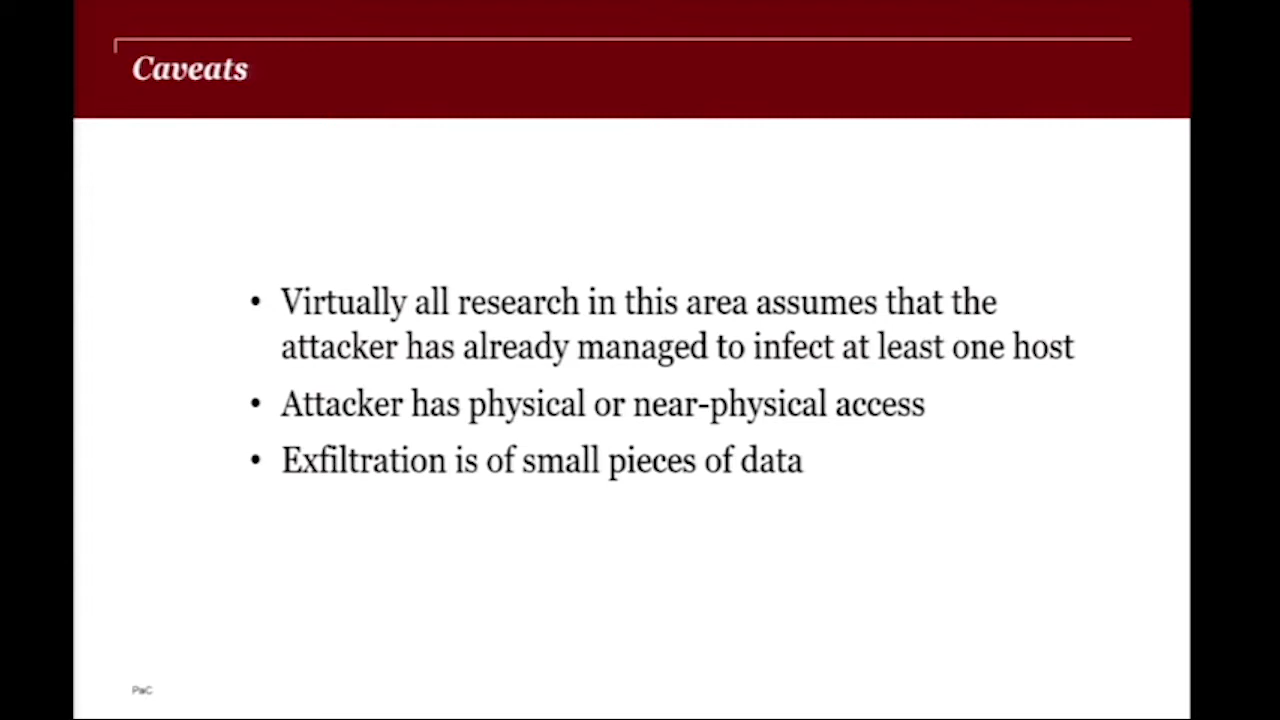 Caveats
• Virtually all research in this area assumes that the
attacker has already managed to infect at least one host
• Attacker has physical or near-physical access
• Exfiltration is of small pieces of data
PwC